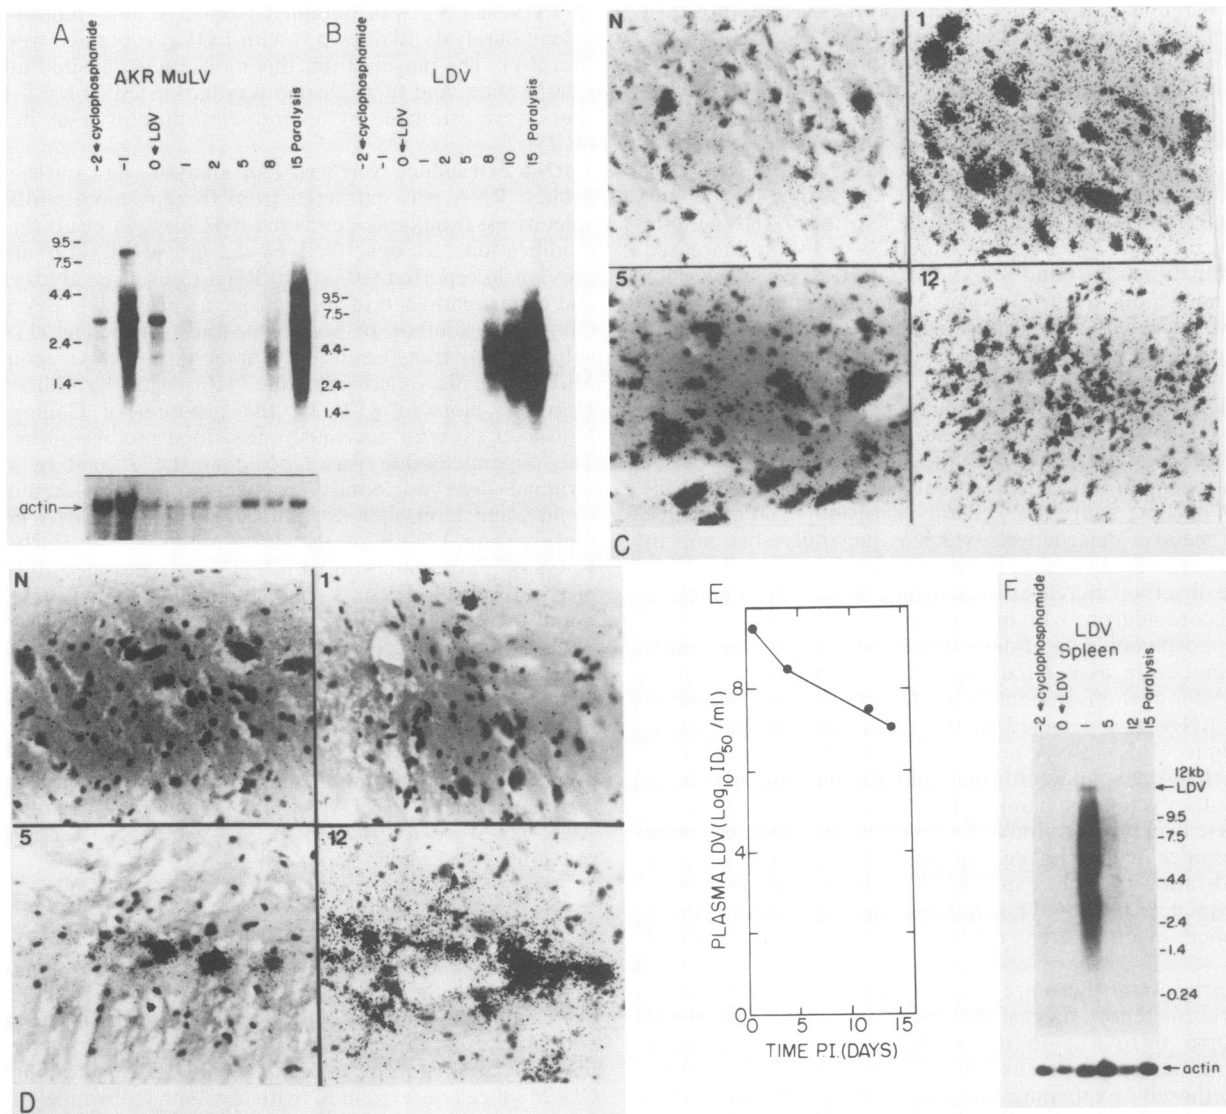 A
-2 ← cyclophosphamide
-1
0 ← LDV
1
2
5
8
15 Paralysis
AKR MuLV
9.5 -
7.5 -
4.4 -
2.4 -
1.4 -
actin →
B
-2 ← cyclophosphamide
-1
0 ← LDV
1
2
5
8
10
15 Paralysis
LDV
9.5 -
7.5 -
4.4 -
2.4 -
1.4 -
N
1
5
12
C
N
1
5
12
D
E
PLASMA LDV (Log10 ID50 /ml)
8
4
0
0 5 10 15
TIME P.I. (DAYS)
F
-2 ← cyclophosphamide
0 ← LDV
1
5
12
15 Paralysis
LDV
Spleen
12kb
← LDV
- 9.5
- 7.5
- 4.4
- 2.4
- 1.4
- 0.24
← actin